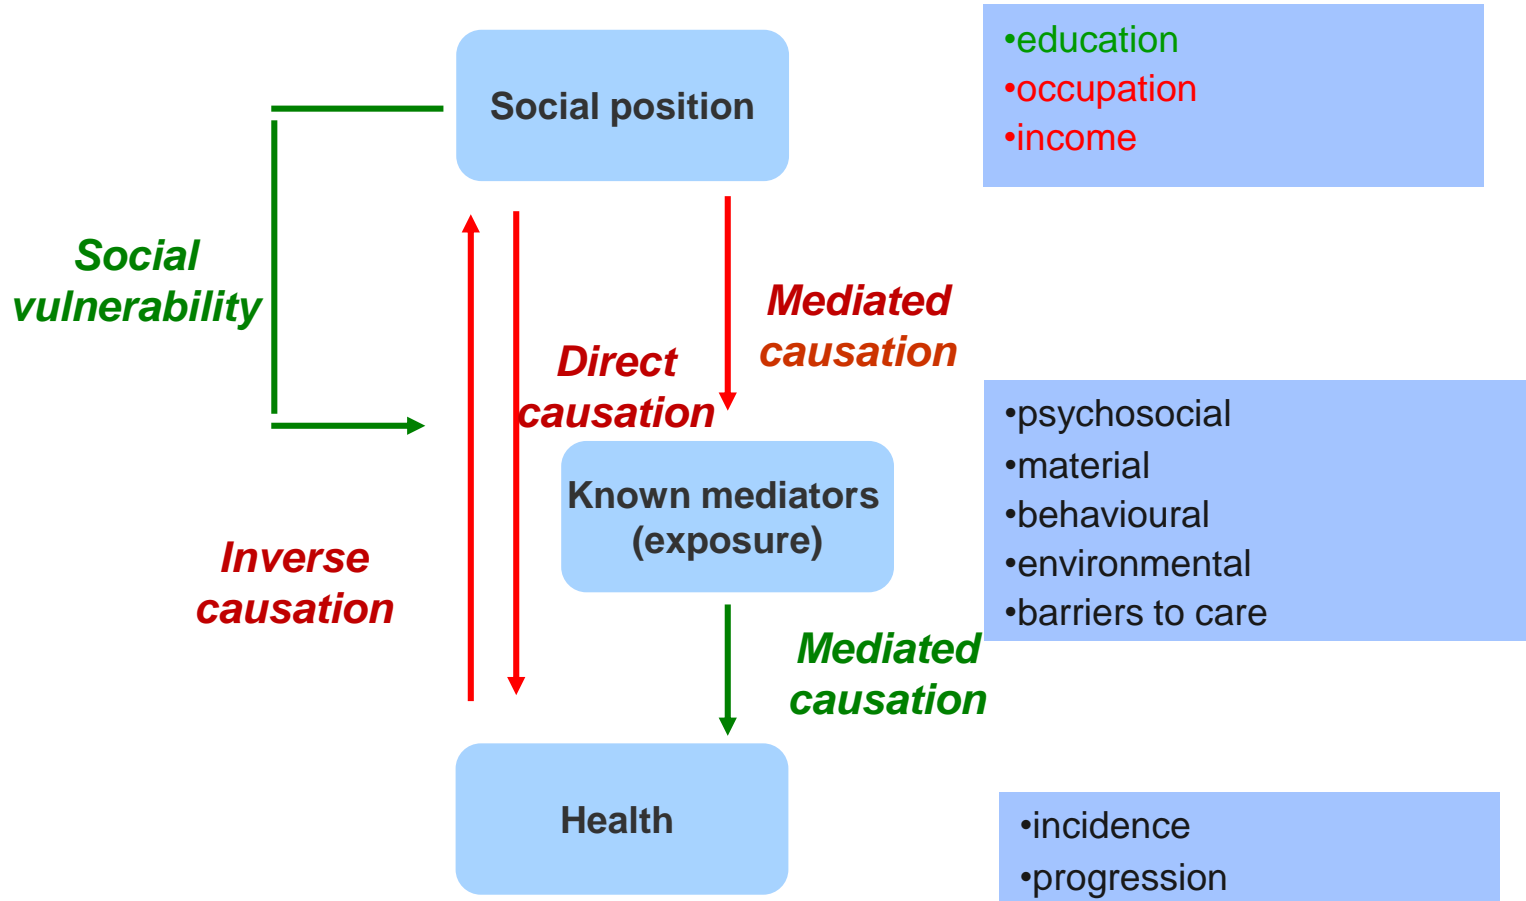 Social position
•education
•occupation
•income
Social
vulnerability
Mediated
causation
Direct
causation
Known mediators
(exposure)
•psychosocial
•material
•behavioural
•environmental
•barriers to care
Inverse
causation
Mediated
causation
Health
•incidence
•progression